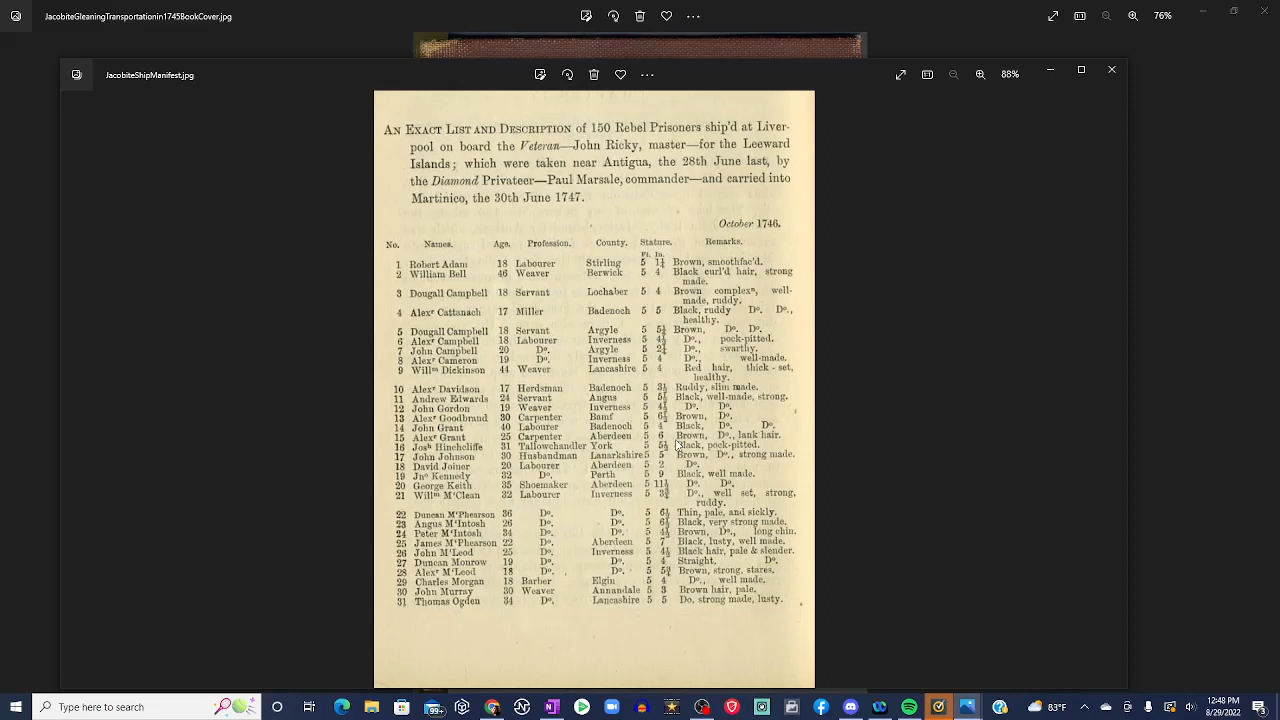 JacobeteGleaningsTranspoortationin1745BookCover.jpg
163%
JacobiteShipManifest.jpg
88%
AN EXACT LIST AND DESCRIPTION of 150 Rebel Prisoners ship'd at Liver-
pool on board the Veteran—John Ricky, master—for the Leeward
Islands; which were taken near Antigua, the 28th June last, by
the Diamond Privateer—Paul Marsale, commander—and carried into
Martinico, the 30th June 1747.
October 1746.
No. Names. Age. Profession. County. Stature. Remarks.
Ft. In.
1 Robert Adam 18 Labourer Stirling 5 1¼ Brown, smoothfac'd.
2 William Bell 46 Weaver Berwick 5 4 Black curl'd hair, strong
made.
3 Dougall Campbell 18 Servant Lochaber 5 4 Brown complexⁿ, well-
made, ruddy.
4 Alexʳ Cattanach 17 Miller Badenoch 5 5 Black, ruddy Dº. Dº.,
healthy.
5 Dougall Campbell 18 Servant Argyle 5 5¼ Brown, Dº. Dº.
6 Alexʳ Campbell 18 Labourer Inverness 5 4½ Dº., pock-pitted.
7 John Campbell 20 Dº. Argyle 5 2¼ Dº., swarthy.
8 Alexʳ Cameron 19 Dº. Inverness 5 4 Dº., well-made.
9 Willᵐ Dickinson 44 Weaver Lancashire 5 4 Red hair, thick-set,
healthy.
10 Alexʳ Davidson 17 Herdsman Badenoch 5 3½ Ruddy, slim made.
11 Andrew Edwards 24 Servant Angus 5 5½ Black, well-made, strong.
12 John Gordon 19 Weaver Inverness 5 4½ Dº. Dº.
13 Alexʳ Goodbrand 30 Carpenter Bamf 5 6½ Brown, Dº.
14 John Grant 40 Labourer Badenoch 5 4 Black, Dº. Dº.
15 Alexʳ Grant 25 Carpenter Aberdeen 5 6 Brown, Dº., lank hair.
16 Josʰ Hinchcliffe 31 Tallowchandler York 5 5½ Black, pock-pitted.
17 John Johnson 30 Husbandman Lanarkshire 5 5 Brown, Dº., strong made.
18 David Joiner 20 Labourer Aberdeen 5 2 Dº.
19 Jnº Kennedy 32 Dº. Perth 5 9 Black, well made.
20 George Keith 35 Shoemaker Aberdeen 5 11½ Dº. Dº.
21 Willᵐ M'Clean 32 Labourer Inverness 5 3¾ Dº., well set, strong,
ruddy.
22 Duncan M'Phearson 36 Dº. Dº. 5 6½ Thin, pale, and sickly.
23 Angus M'Intosh 26 Dº. Dº. 5 6½ Black, very strong made.
24 Peter M'Intosh 34 Dº. Dº. 5 4½ Brown, Dº., long chin.
25 James M'Phearson 22 Dº. Aberdeen 5 7 Black, lusty, well made.
26 John M'Leod 25 Dº. Inverness 5 4½ Black hair, pale & slender.
27 Duncan Monrow 19 Dº. Dº. 5 4 Straight, Dº.
28 Alexʳ M'Leod 18 Dº. Dº. 5 5¾ Brown, strong, stares.
29 Charles Morgan 18 Barber Elgin 5 4 Dº., well made.
30 John Murray 30 Weaver Annandale 5 3 Brown hair, pale.
31 Thomas Ogden 34 Dº. Lancashire 5 5 Do, strong made, lusty.
Type here to search
88°F
12:48 PM
8/29/2022